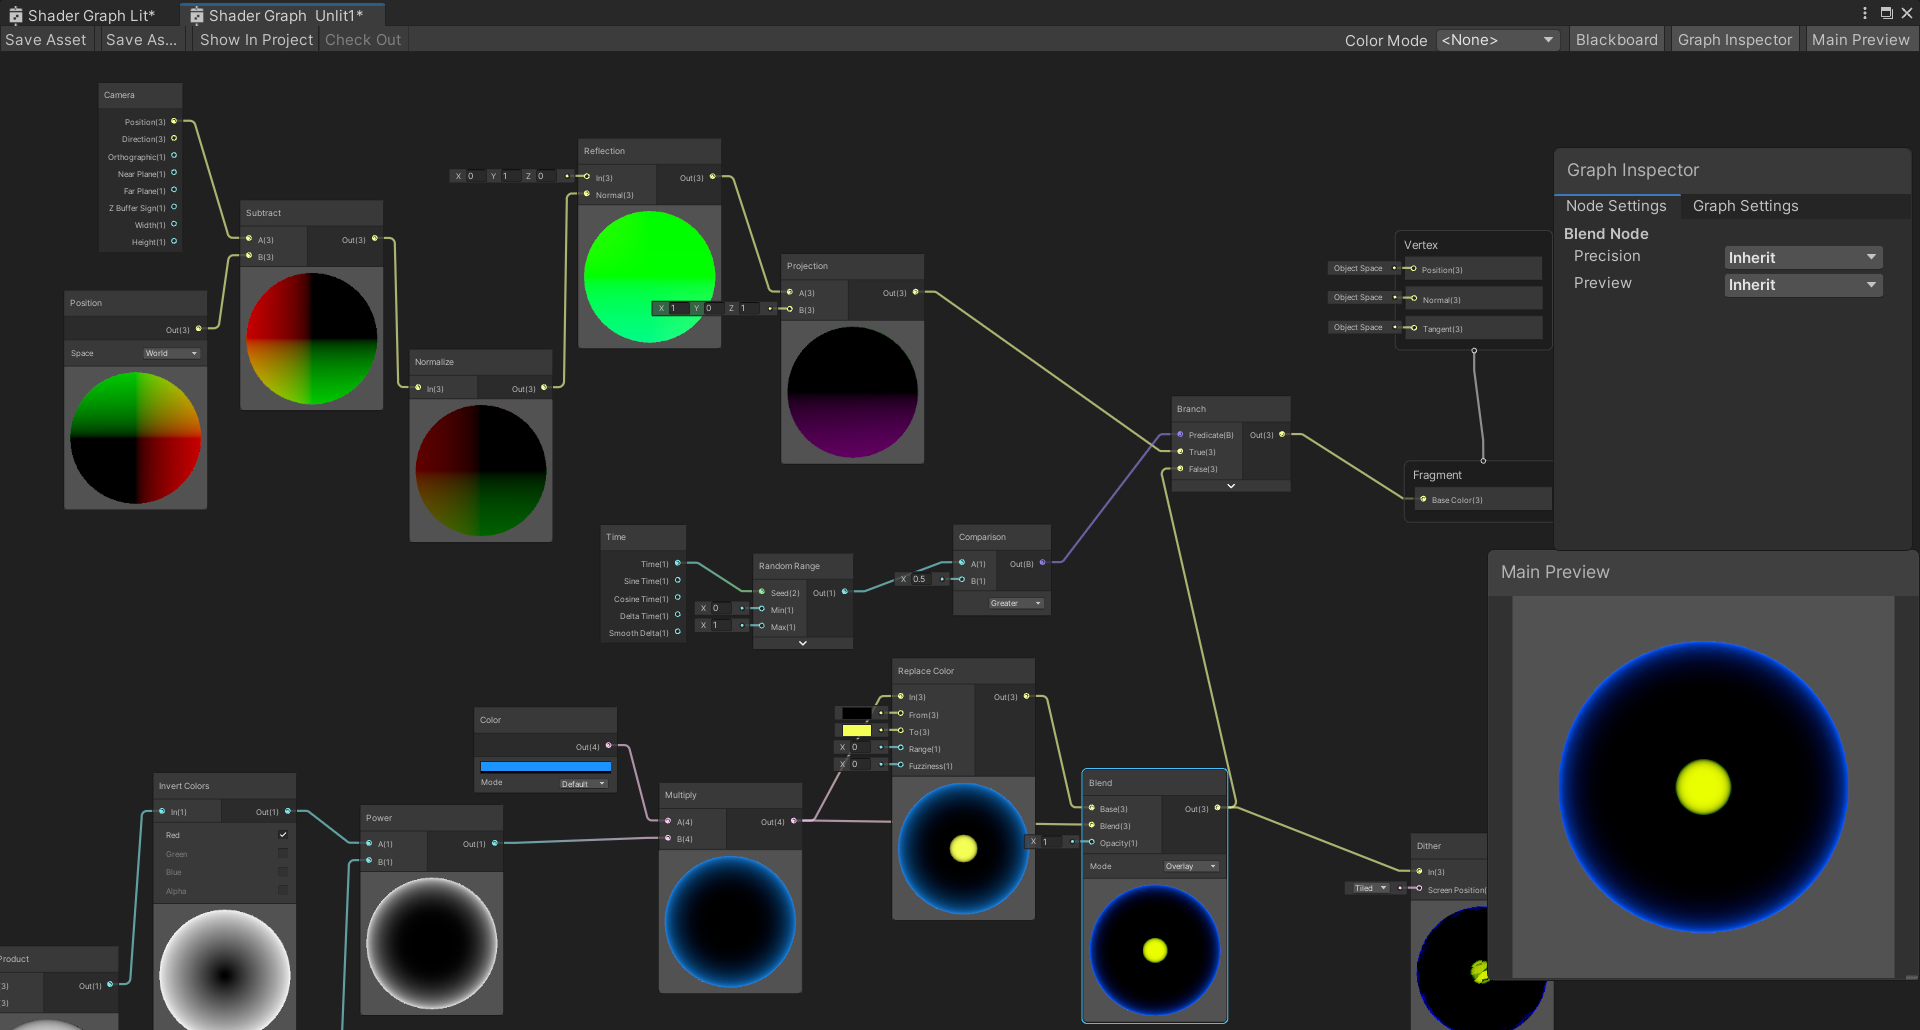 Shader Graph Lit*
Shader Graph Unlit1*
Save Asset
Save As...
Show In Project
Check Out
Color Mode
<None>
Blackboard
Graph Inspector
Main Preview
Camera
Position(3)
Direction(3)
Orthographic(1)
Near Plane(1)
Far Plane(1)
Z Buffer Sign(1)
Width(1)
Height(1)
Position
Out(3)
Space
World
Subtract
A(3)
Out(3)
B(3)
Normalize
In(3)
Out(3)
Reflection
X 0 Y 1 Z 0
In(3)
Out(3)
Normal(3)
Projection
A(3)
Out(3)
X 1 Y 0 Z 1
B(3)
Branch
Predicate(B)
Out(3)
True(3)
False(3)
Vertex
Object Space
Position(3)
Object Space
Normal(3)
Object Space
Tangent(3)
Fragment
Base Color(3)
Graph Inspector
Node Settings
Graph Settings
Blend Node
Precision
Inherit
Preview
Inherit
Time
Time(1)
Sine Time(1)
Cosine Time(1)
Delta Time(1)
Smooth Delta(1)
Random Range
Seed(2)
Out(1)
X 0
Min(1)
X 1
Max(1)
Comparison
A(1)
Out(B)
X 0.5
B(1)
Greater
Main Preview
Replace Color
In(3)
Out(3)
From(3)
To(3)
X 0
Range(1)
X 0
Fuzziness(1)
Color
Out(4)
Mode
Default
Invert Colors
In(1)
Out(1)
Red
Green
Blue
Alpha
Power
A(1)
Out(1)
B(1)
Multiply
A(4)
Out(4)
B(4)
Blend
Base(3)
Out(3)
Blend(3)
X 1
Opacity(1)
Mode
Overlay
Dither
In(3)
Tiled
Screen Position(
Product
(3)
Out(1)
(3)